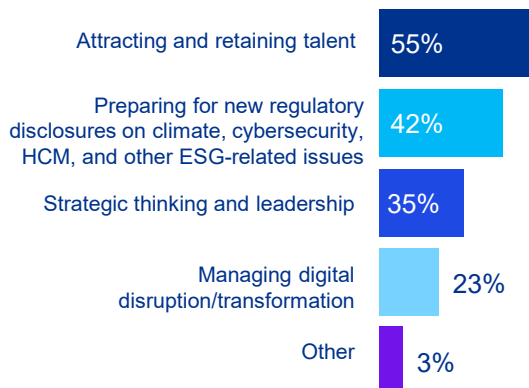 Attracting and retaining talent 55%
Preparing for new regulatory
disclosures on climate, cybersecurity, 42%
HCM, and other ESG-related issues
Strategic thinking and leadership 35%
Managing digital
disruption/transformation 23%
Other 3%